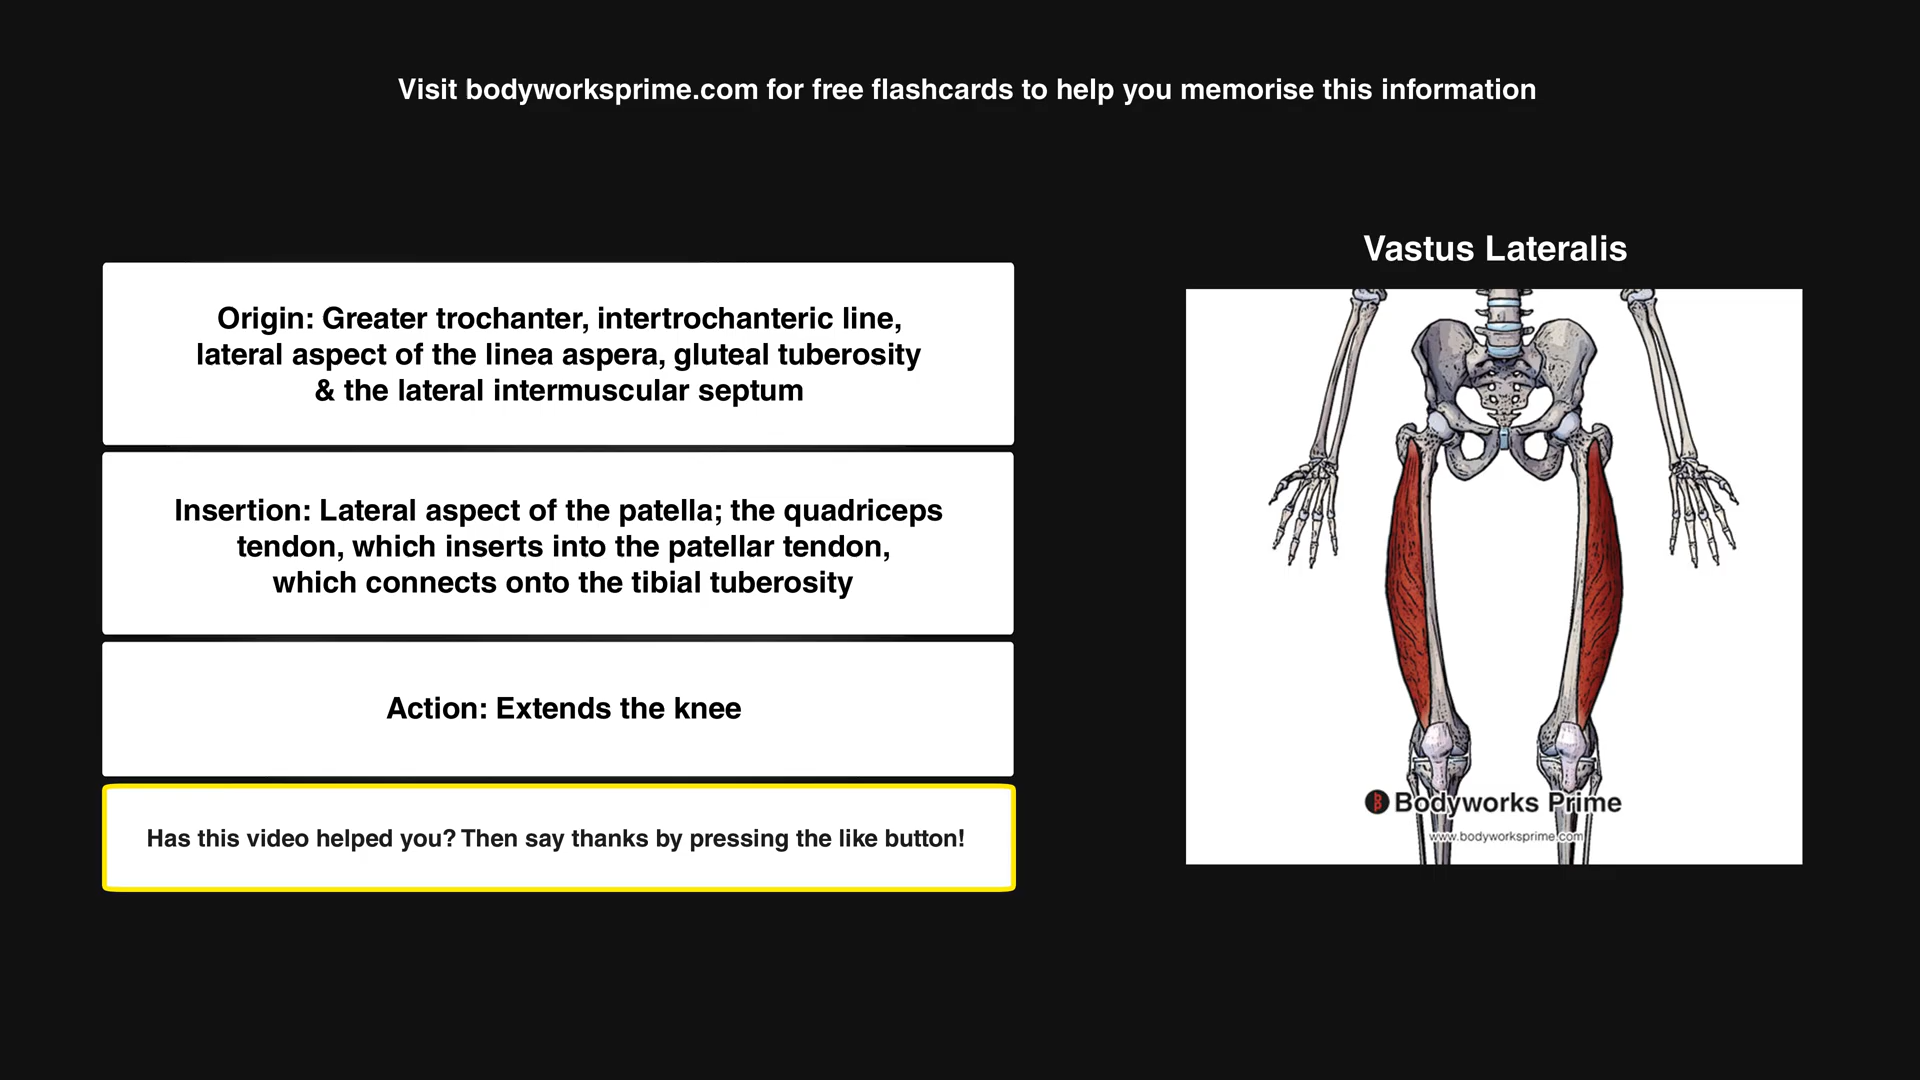 Visit bodyworksprime.com for free flashcards to help you memorise this information
Origin: Greater trochanter, intertrochanteric line,
lateral aspect of the linea aspera, gluteal tuberosity
& the lateral intermuscular septum
Insertion: Lateral aspect of the patella; the quadriceps
tendon, which inserts into the patellar tendon,
which connects onto the tibial tuberosity
Action: Extends the knee
Has this video helped you? Then say thanks by pressing the like button!
Vastus Lateralis
Bodyworks Prime
www.bodyworksprime.com